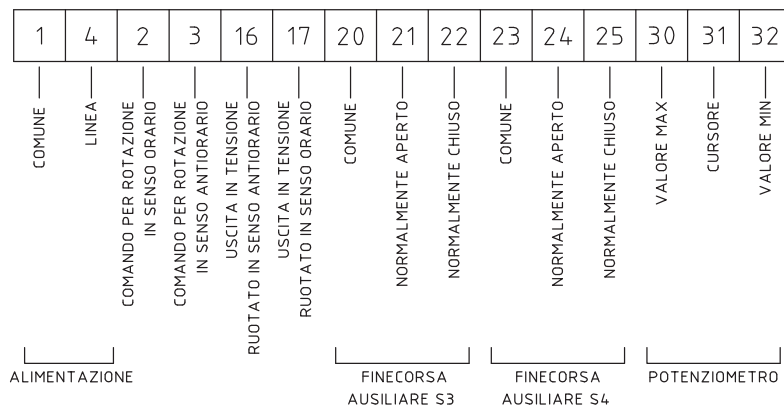 1 4 2 3 16 17 20 21 22 23 24 25 30 31 32
COMUNE
LINEA
COMANDO PER ROTAZIONE
IN SENSO ORARIO
COMANDO PER ROTAZIONE
IN SENSO ANTIORARIO
USCITA IN TENSIONE
RUOTATO IN SENSO ANTIORARIO
USCITA IN TENSIONE
RUOTATO IN SENSO ORARIO
COMUNE
NORMALMENTE APERTO
NORMALMENTE CHIUSO
COMUNE
NORMALMENTE APERTO
NORMALMENTE CHIUSO
VALORE MAX
CURSORE
VALORE MIN
ALIMENTAZIONE
FINECORSA
AUSILIARE S3
FINECORSA
AUSILIARE S4
POTENZIOMETRO